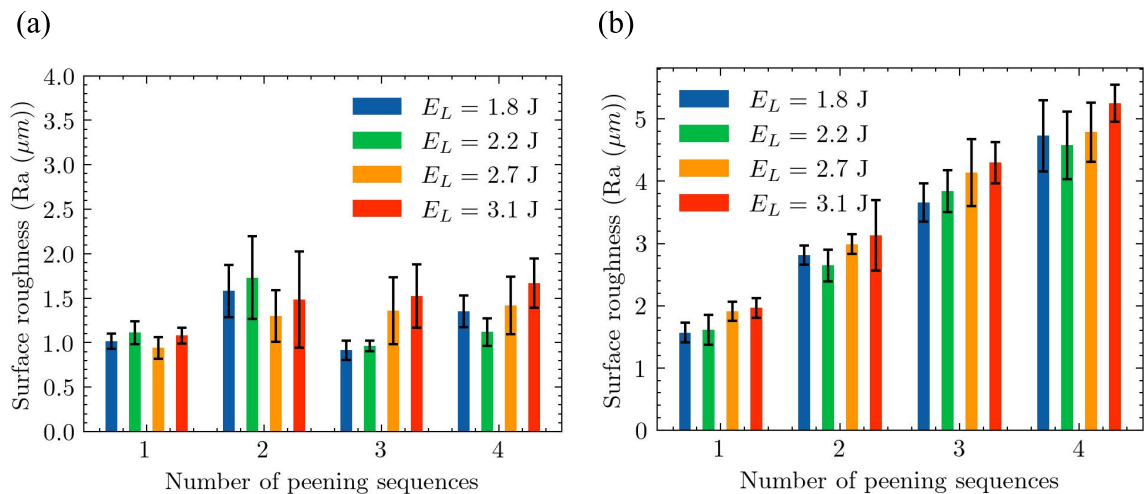 (a)
4.0
3.5
3.0
2.5
2.0
1.5
1.0
0.5
0.0
Surface roughness (Ra (μm))
E_L = 1.8 J
E_L = 2.2 J
E_L = 2.7 J
E_L = 3.1 J
1 2 3 4
Number of peening sequences
(b)
5
4
3
2
1
0
Surface roughness (Ra (μm))
E_L = 1.8 J
E_L = 2.2 J
E_L = 2.7 J
E_L = 3.1 J
1 2 3 4
Number of peening sequences